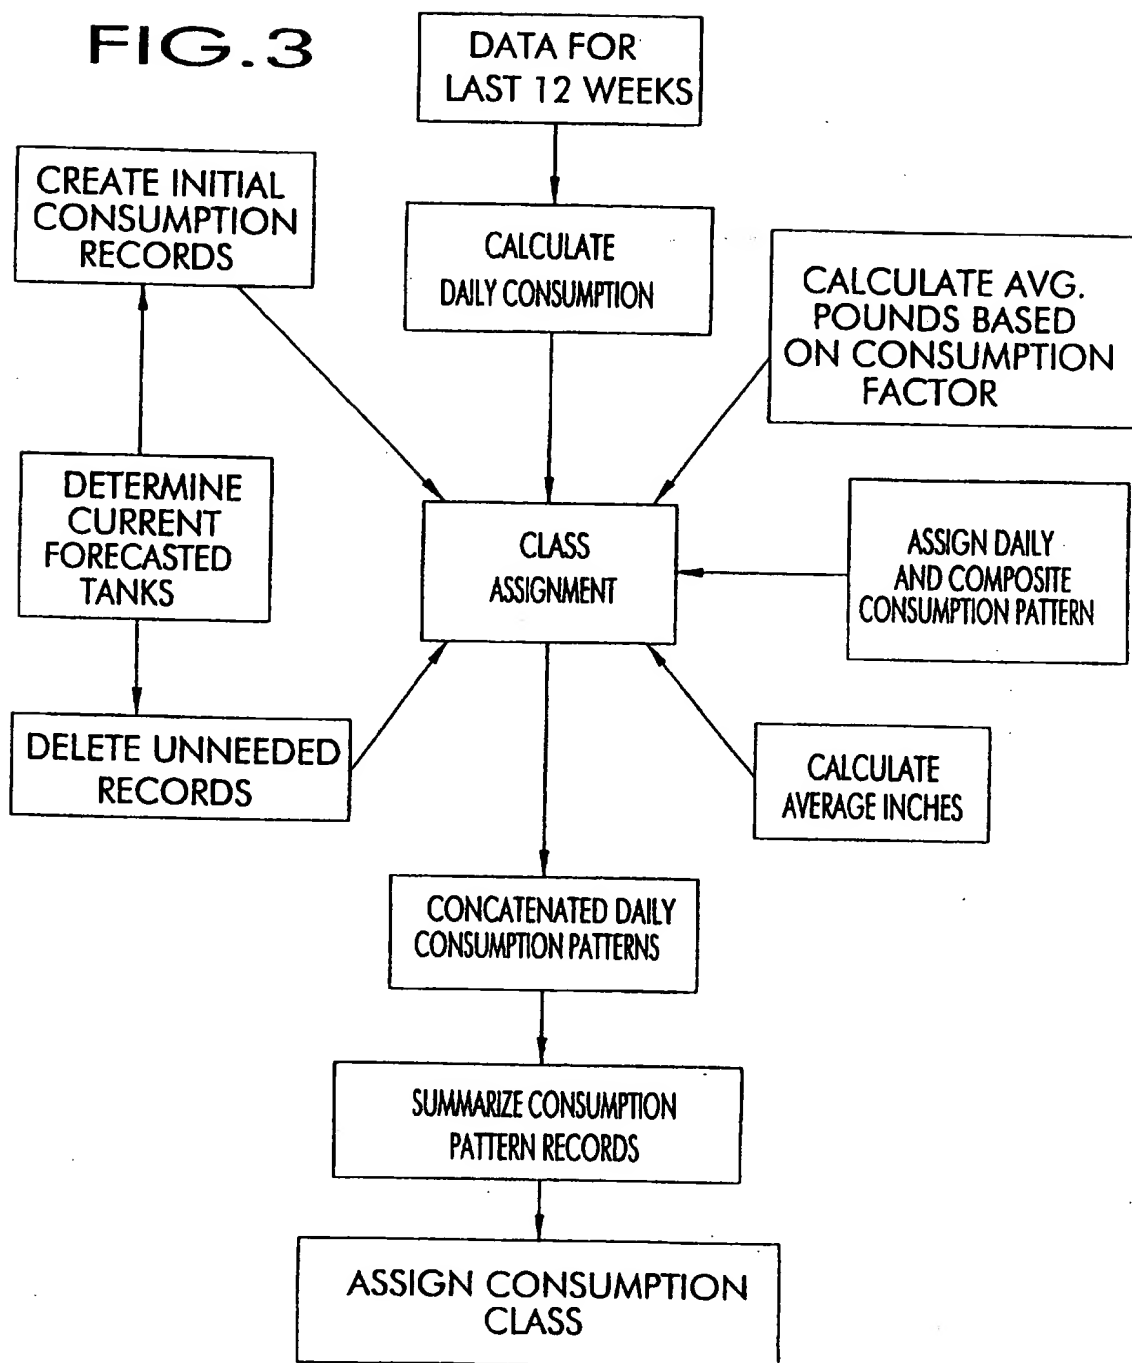 FIG.3
DATA FOR
LAST 12 WEEKS
CREATE INITIAL
CONSUMPTION
RECORDS
CALCULATE
DAILY CONSUMPTION
CALCULATE AVG.
POUNDS BASED
ON CONSUMPTION
FACTOR
DETERMINE
CURRENT
FORECASTED
TANKS
CLASS
ASSIGNMENT
ASSIGN DAILY
AND COMPOSITE
CONSUMPTION PATTERN
DELETE UNNEEDED
RECORDS
CALCULATE
AVERAGE INCHES
CONCATENATED DAILY
CONSUMPTION PATTERNS
SUMMARIZE CONSUMPTION
PATTERN RECORDS
ASSIGN CONSUMPTION
CLASS